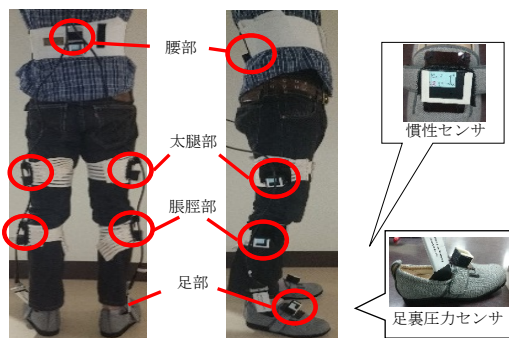 腰部
慣性センサ
太腿部
脹脛部
足部
足裏圧力センサ